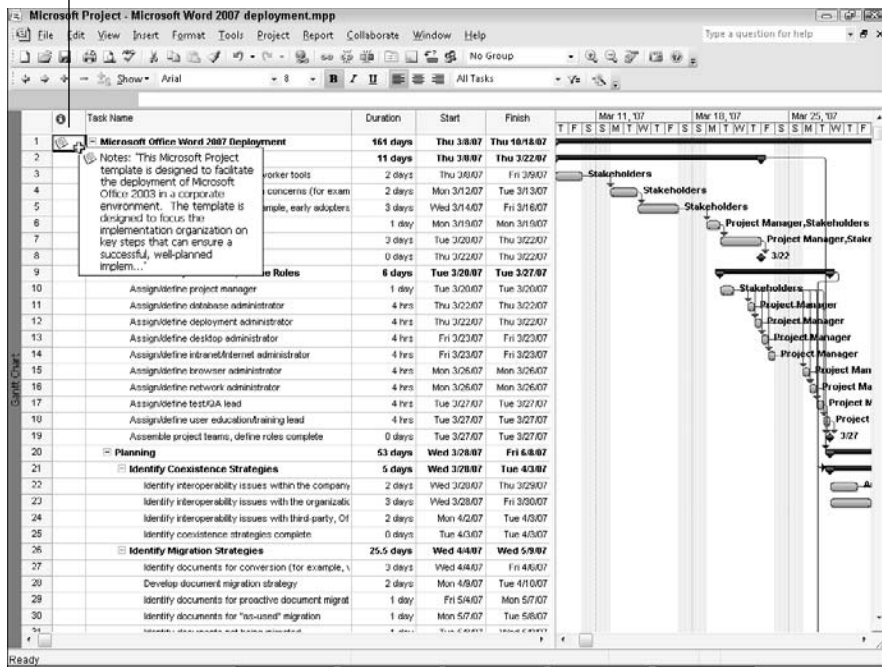 Microsoft Project - Microsoft Word 2007 deployment.mpp
File Edit View Insert Format Tools Project Report Collaborate Window Help Type a question for help
No Group
Show Arial 8 B I U All Tasks
Task Name Duration Start Finish Mar 11, '07 Mar 18, '07 Mar 25, '07
T F S S M T W T F S S M T W T F S S M T W T F
1 Microsoft Office Word 2007 Deployment 161 days Thu 3/8/07 Thu 10/18/07
2 11 days Thu 3/8/07 Thu 3/22/07
Notes: 'This Microsoft Project
template is designed to facilitate
the deployment of Microsoft
Office 2003 in a corporate
environment. The template is
designed to focus the
implementation organization on
key steps that can ensure a
successful, well-planned
implem...'
3 worker tools 2 days Thu 3/8/07 Fri 3/9/07 Stakeholders
4 concerns (for exam 2 days Mon 3/12/07 Tue 3/13/07 Stakeholders
5 mple, early adopters 3 days Wed 3/14/07 Fri 3/16/07 Stakeholders
6 1 day Mon 3/19/07 Mon 3/19/07 Project Manager,Stakeholders
7 3 days Tue 3/20/07 Thu 3/22/07 Project Manager,Stake
8 0 days Thu 3/22/07 Thu 3/22/07 3/22
9 ne Roles 6 days Tue 3/20/07 Tue 3/27/07
10 Assign/define project manager 1 day Tue 3/20/07 Tue 3/20/07 Stakeholders
11 Assign/define database administrator 4 hrs Thu 3/22/07 Thu 3/22/07 Project Manager
12 Assign/define deployment administrator 4 hrs Thu 3/22/07 Thu 3/22/07 Project Manager
13 Assign/define desktop administrator 4 hrs Fri 3/23/07 Fri 3/23/07 Project Manager
14 Assign/define intranet/Internet administrator 4 hrs Fri 3/23/07 Fri 3/23/07 Project Manager
15 Assign/define browser administrator 4 hrs Mon 3/26/07 Mon 3/26/07 Project Man
16 Assign/define network administrator 4 hrs Mon 3/26/07 Mon 3/26/07 Project Ma
17 Assign/define test/QA lead 4 hrs Tue 3/27/07 Tue 3/27/07 Project M
18 Assign/define user education/training lead 4 hrs Tue 3/27/07 Tue 3/27/07 Project
19 Assemble project teams, define roles complete 0 days Tue 3/27/07 Tue 3/27/07 3/27
20 Planning 53 days Wed 3/28/07 Fri 6/8/07
21 Identify Coexistence Strategies 5 days Wed 3/28/07 Tue 4/3/07
22 Identify interoperability issues within the company 2 days Wed 3/28/07 Thu 3/29/07
23 Identify interoperability issues with the organizatic 3 days Wed 3/28/07 Fri 3/30/07
24 Identify interoperability issues with third-party, Of 2 days Mon 4/2/07 Tue 4/3/07
25 Identify coexistence strategies complete 0 days Tue 4/3/07 Tue 4/3/07
26 Identify Migration Strategies 25.5 days Wed 4/4/07 Wed 5/9/07
27 Identify documents for conversion (for example, v 3 days Wed 4/4/07 Fri 4/6/07
28 Develop document migration strategy 2 days Mon 4/9/07 Tue 4/10/07
29 Identify documents for proactive document migrat 1 day Fri 5/4/07 Mon 5/7/07
30 Identify documents for "as-used" migration 1 day Mon 5/7/07 Tue 5/8/07
Gantt Chart
Ready